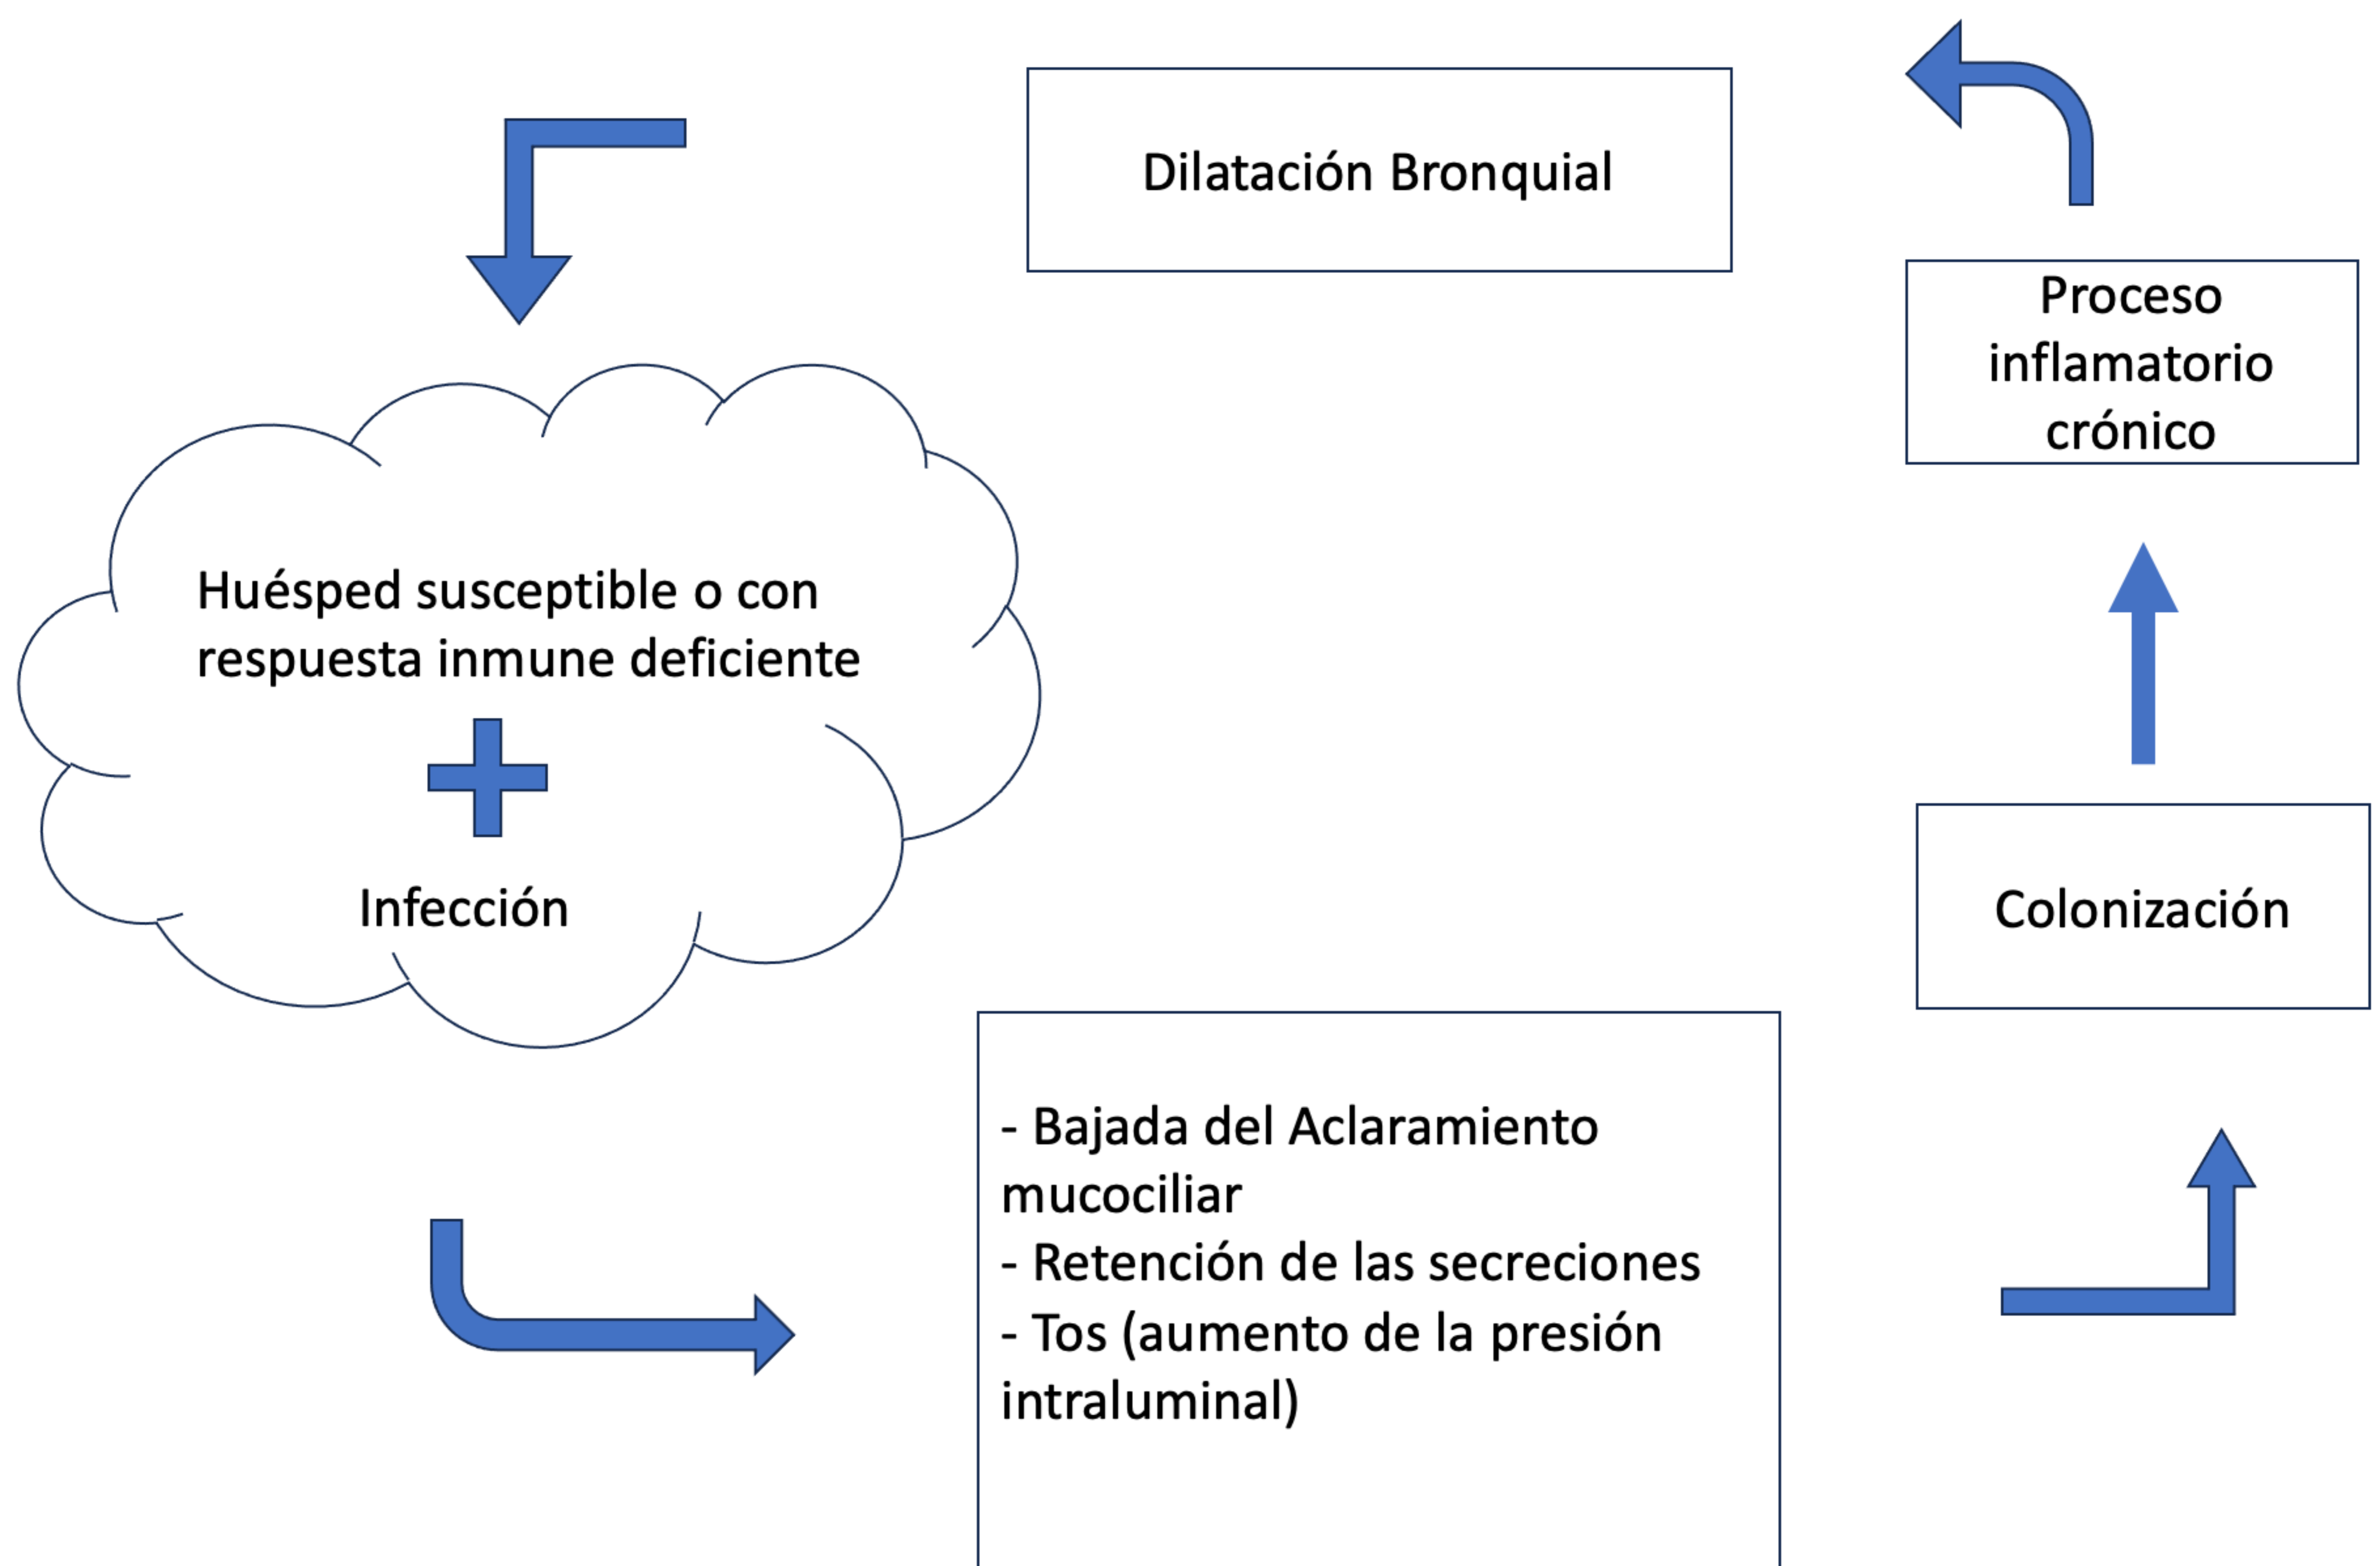 Dilatación Bronquial
Proceso
inflamatorio
crónico
Huésped susceptible o con
respuesta inmune deficiente
Infección
Colonización
- Bajada del Aclaramiento
mucociliar
- Retención de las secreciones
- Tos (aumento de la presión
intraluminal)